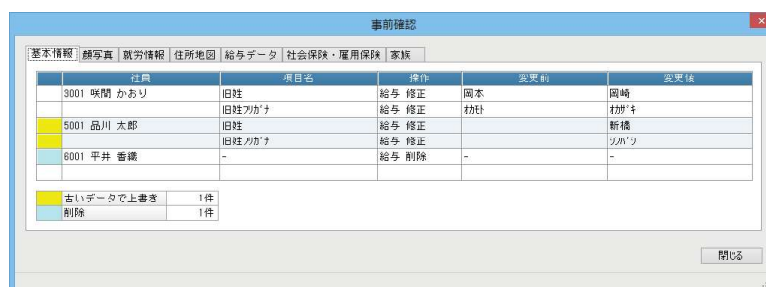 事前確認
×
基本情報 顔写真 就労情報 住所地図 給与データ 社会保険・雇用保険 家族
社員 項目名 操作 変更前 変更後
3001 咲間 かおり 旧姓 給与 修正 岡本 岡崎
旧姓フリガナ 給与 修正 オカモト オカザキ
5001 品川 太郎 旧姓 給与 修正 新橋
旧姓フリガナ 給与 修正
6001 平井 香織 - 給与 削除 - -
古いデータで上書き 1件
削除 1件
閉じる